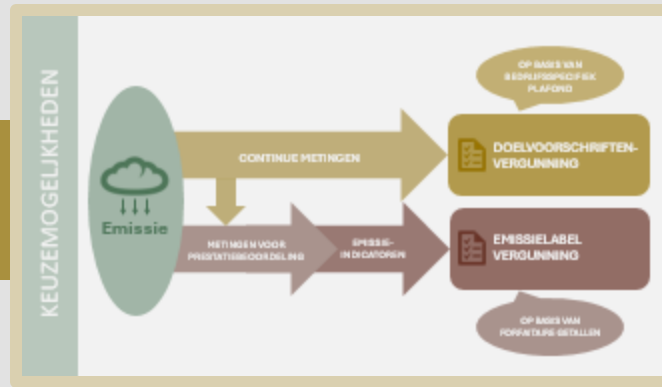 KEUZEMOGELIJKHEDEN
Emissie
OP BASIS VAN
BEDRIJFSSPECIFIEK
PLAFOND
CONTINUE METINGEN
DOELVOORSCHRIFTEN-
VERGUNNING
METINGEN VOOR
PRESTATIEBEOORDELING
EMISSIE-
INDICATOREN
EMISSIELABEL
VERGUNNING
OP BASIS VAN
FORFAITAIRE GETALLEN